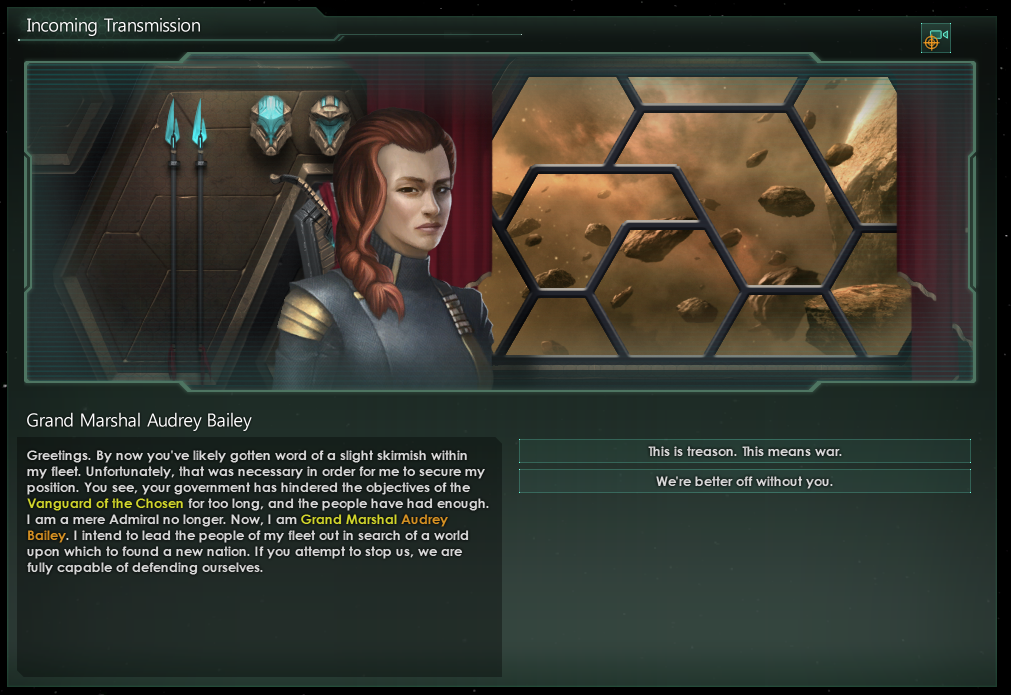 Incoming Transmission
Grand Marshal Audrey Bailey
Greetings. By now you've likely gotten word of a slight skirmish within
my fleet. Unfortunately, that was necessary in order for me to secure my
position. You see, your government has hindered the objectives of the
Vanguard of the Chosen for too long, and the people have had enough.
I am a mere Admiral no longer. Now, I am Grand Marshal Audrey
Bailey. I intend to lead the people of my fleet out in search of a world
upon which to found a new nation. If you attempt to stop us, we are
fully capable of defending ourselves.
This is treason. This means war.
We're better off without you.